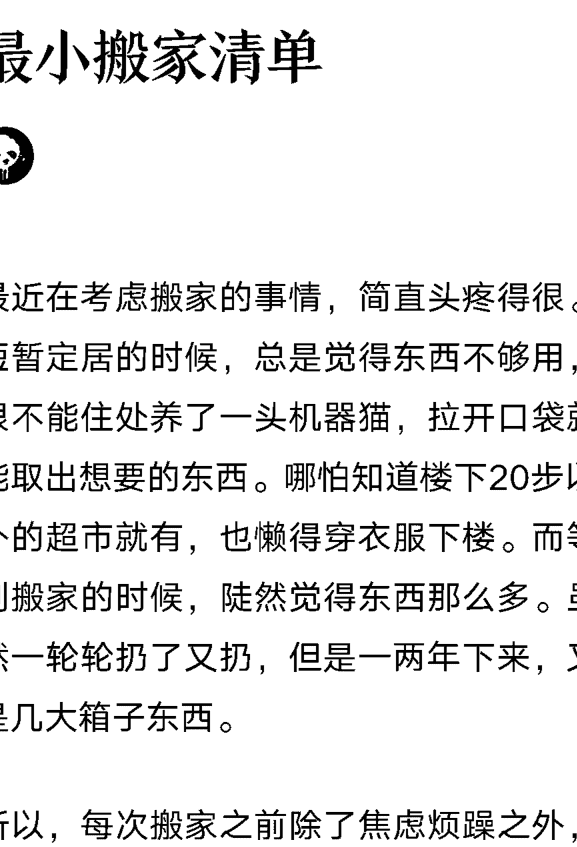 最小搬家清单
最近在考虑搬家的事情，简直头疼得很。
短暂定居的时候，总是觉得东西不够用，
恨不能住处养了一头机器猫，拉开口袋就
能取出想要的东西。哪怕知道楼下20步以
外的超市就有，也懒得穿衣服下楼。而等
到搬家的时候，陡然觉得东西那么多。虽
然一轮轮扔了又扔，但是一两年下来，又
是几大箱子东西。
所以，每次搬家之前除了焦虑烦躁之外，